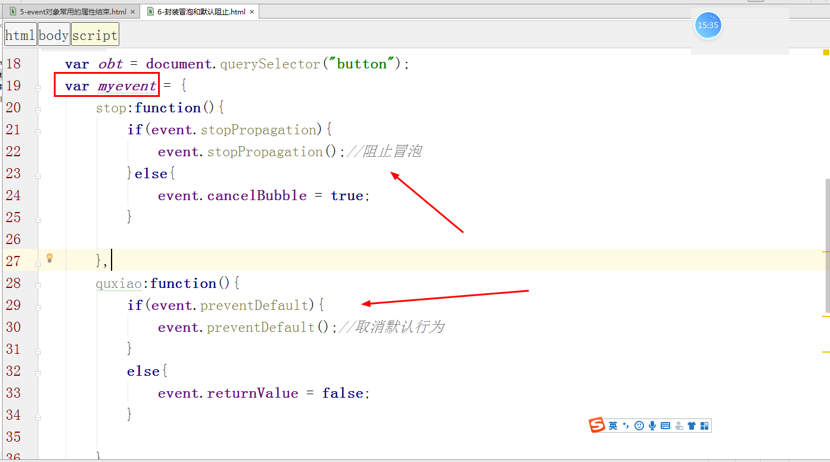 5-event对象常用的属性结束.html × 6-封装冒泡和默认阻止.html ×
html body script
15:35
18 var obt = document.querySelector("button");
19 var myevent = {
20 stop:function(){
21 if(event.stopPropagation){
22 event.stopPropagation();//阻止冒泡
23 }else{
24 event.cancelBubble = true;
25 }
26
27 },
28 quxiao:function(){
29 if(event.preventDefault){
30 event.preventDefault();//取消默认行为
31 }
32 else{
33 event.returnValue = false;
34 }
35
36 }
S 英